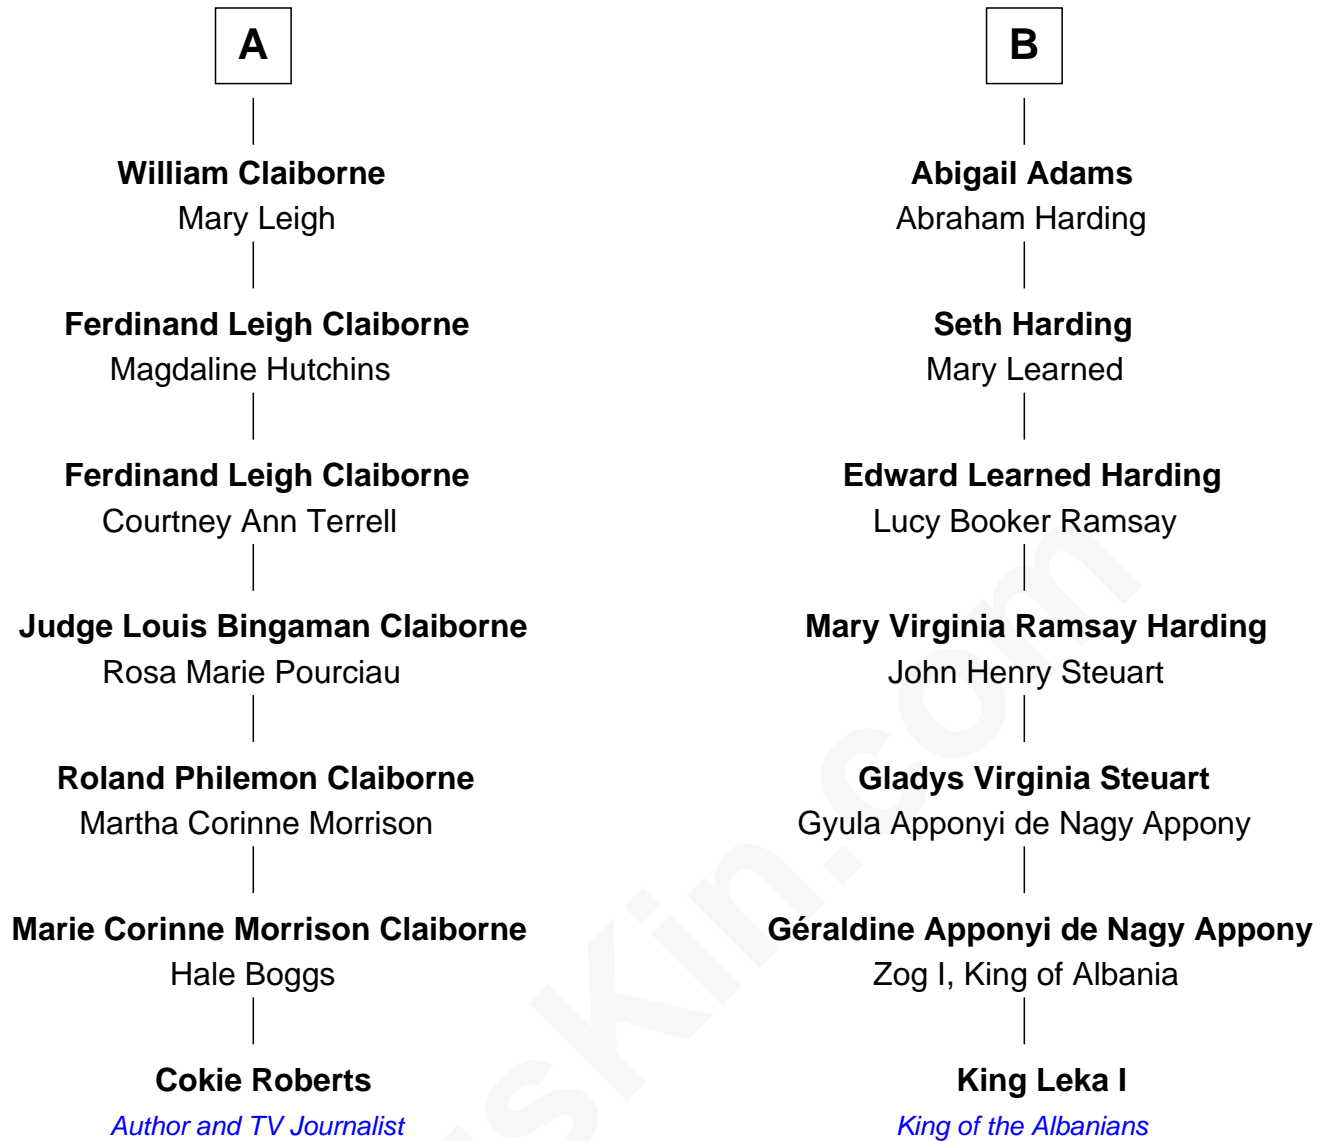 A
William Claiborne
Mary Leigh
Ferdinand Leigh Claiborne
Magdaline Hutchins
Ferdinand Leigh Claiborne
Courtney Ann Terrell
Judge Louis Bingaman Claiborne
Rosa Marie Pourciau
Roland Philemon Claiborne
Martha Corinne Morrison
Marie Corinne Morrison Claiborne
Hale Boggs
Cokie Roberts
Author and TV Journalist
B
Abigail Adams
Abraham Harding
Seth Harding
Mary Learned
Edward Learned Harding
Lucy Booker Ramsay
Mary Virginia Ramsay Harding
John Henry Steuart
Gladys Virginia Steuart
Gyula Apponyi de Nagy Appony
Géraldine Apponyi de Nagy Appony
Zog I, King of Albania
King Leka I
King of the Albanians